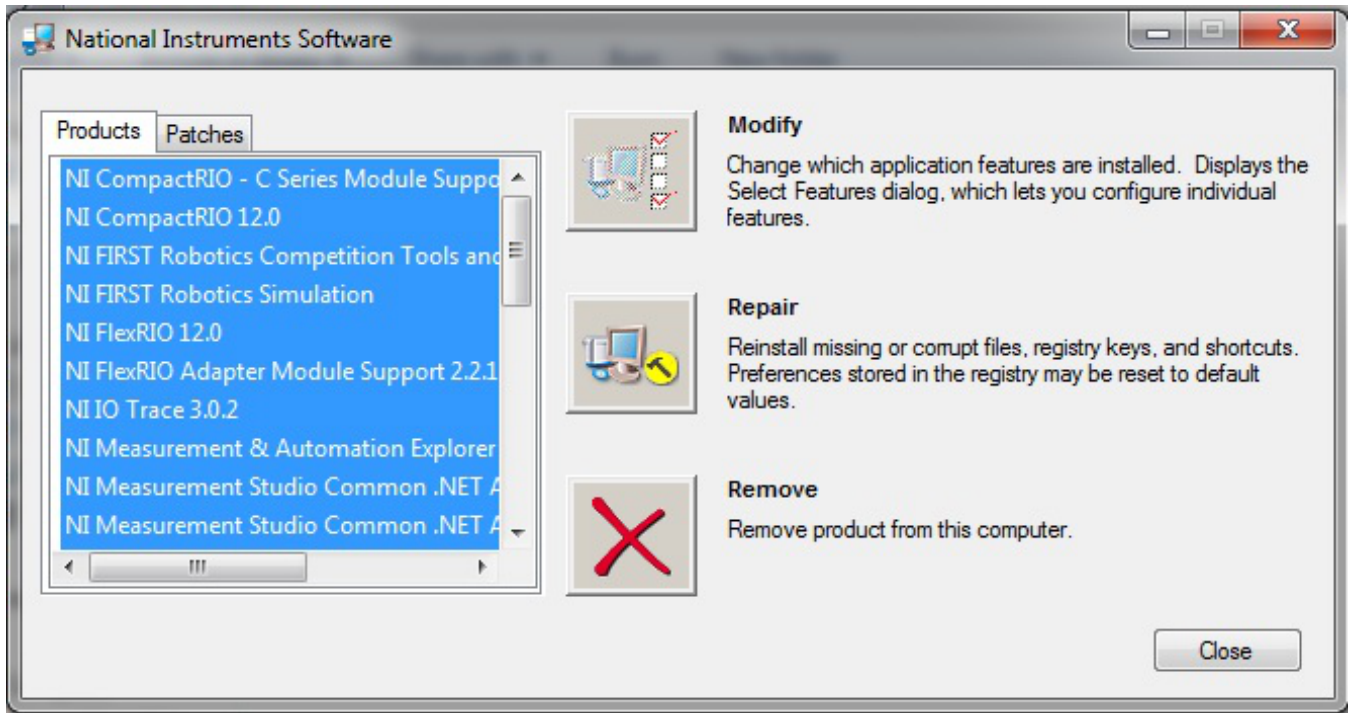 National Instruments Software
Products
Patches
NI CompactRIO - C Series Module Suppo
NI CompactRIO 12.0
NI FIRST Robotics Competition Tools and
NI FIRST Robotics Simulation
NI FlexRIO 12.0
NI FlexRIO Adapter Module Support 2.2.1
NI IO Trace 3.0.2
NI Measurement & Automation Explorer
NI Measurement Studio Common .NET A
NI Measurement Studio Common .NET A
Modify
Change which application features are installed. Displays the
Select Features dialog, which lets you configure individual
features.
Repair
Reinstall missing or corrupt files, registry keys, and shortcuts.
Preferences stored in the registry may be reset to default
values.
Remove
Remove product from this computer.
Close